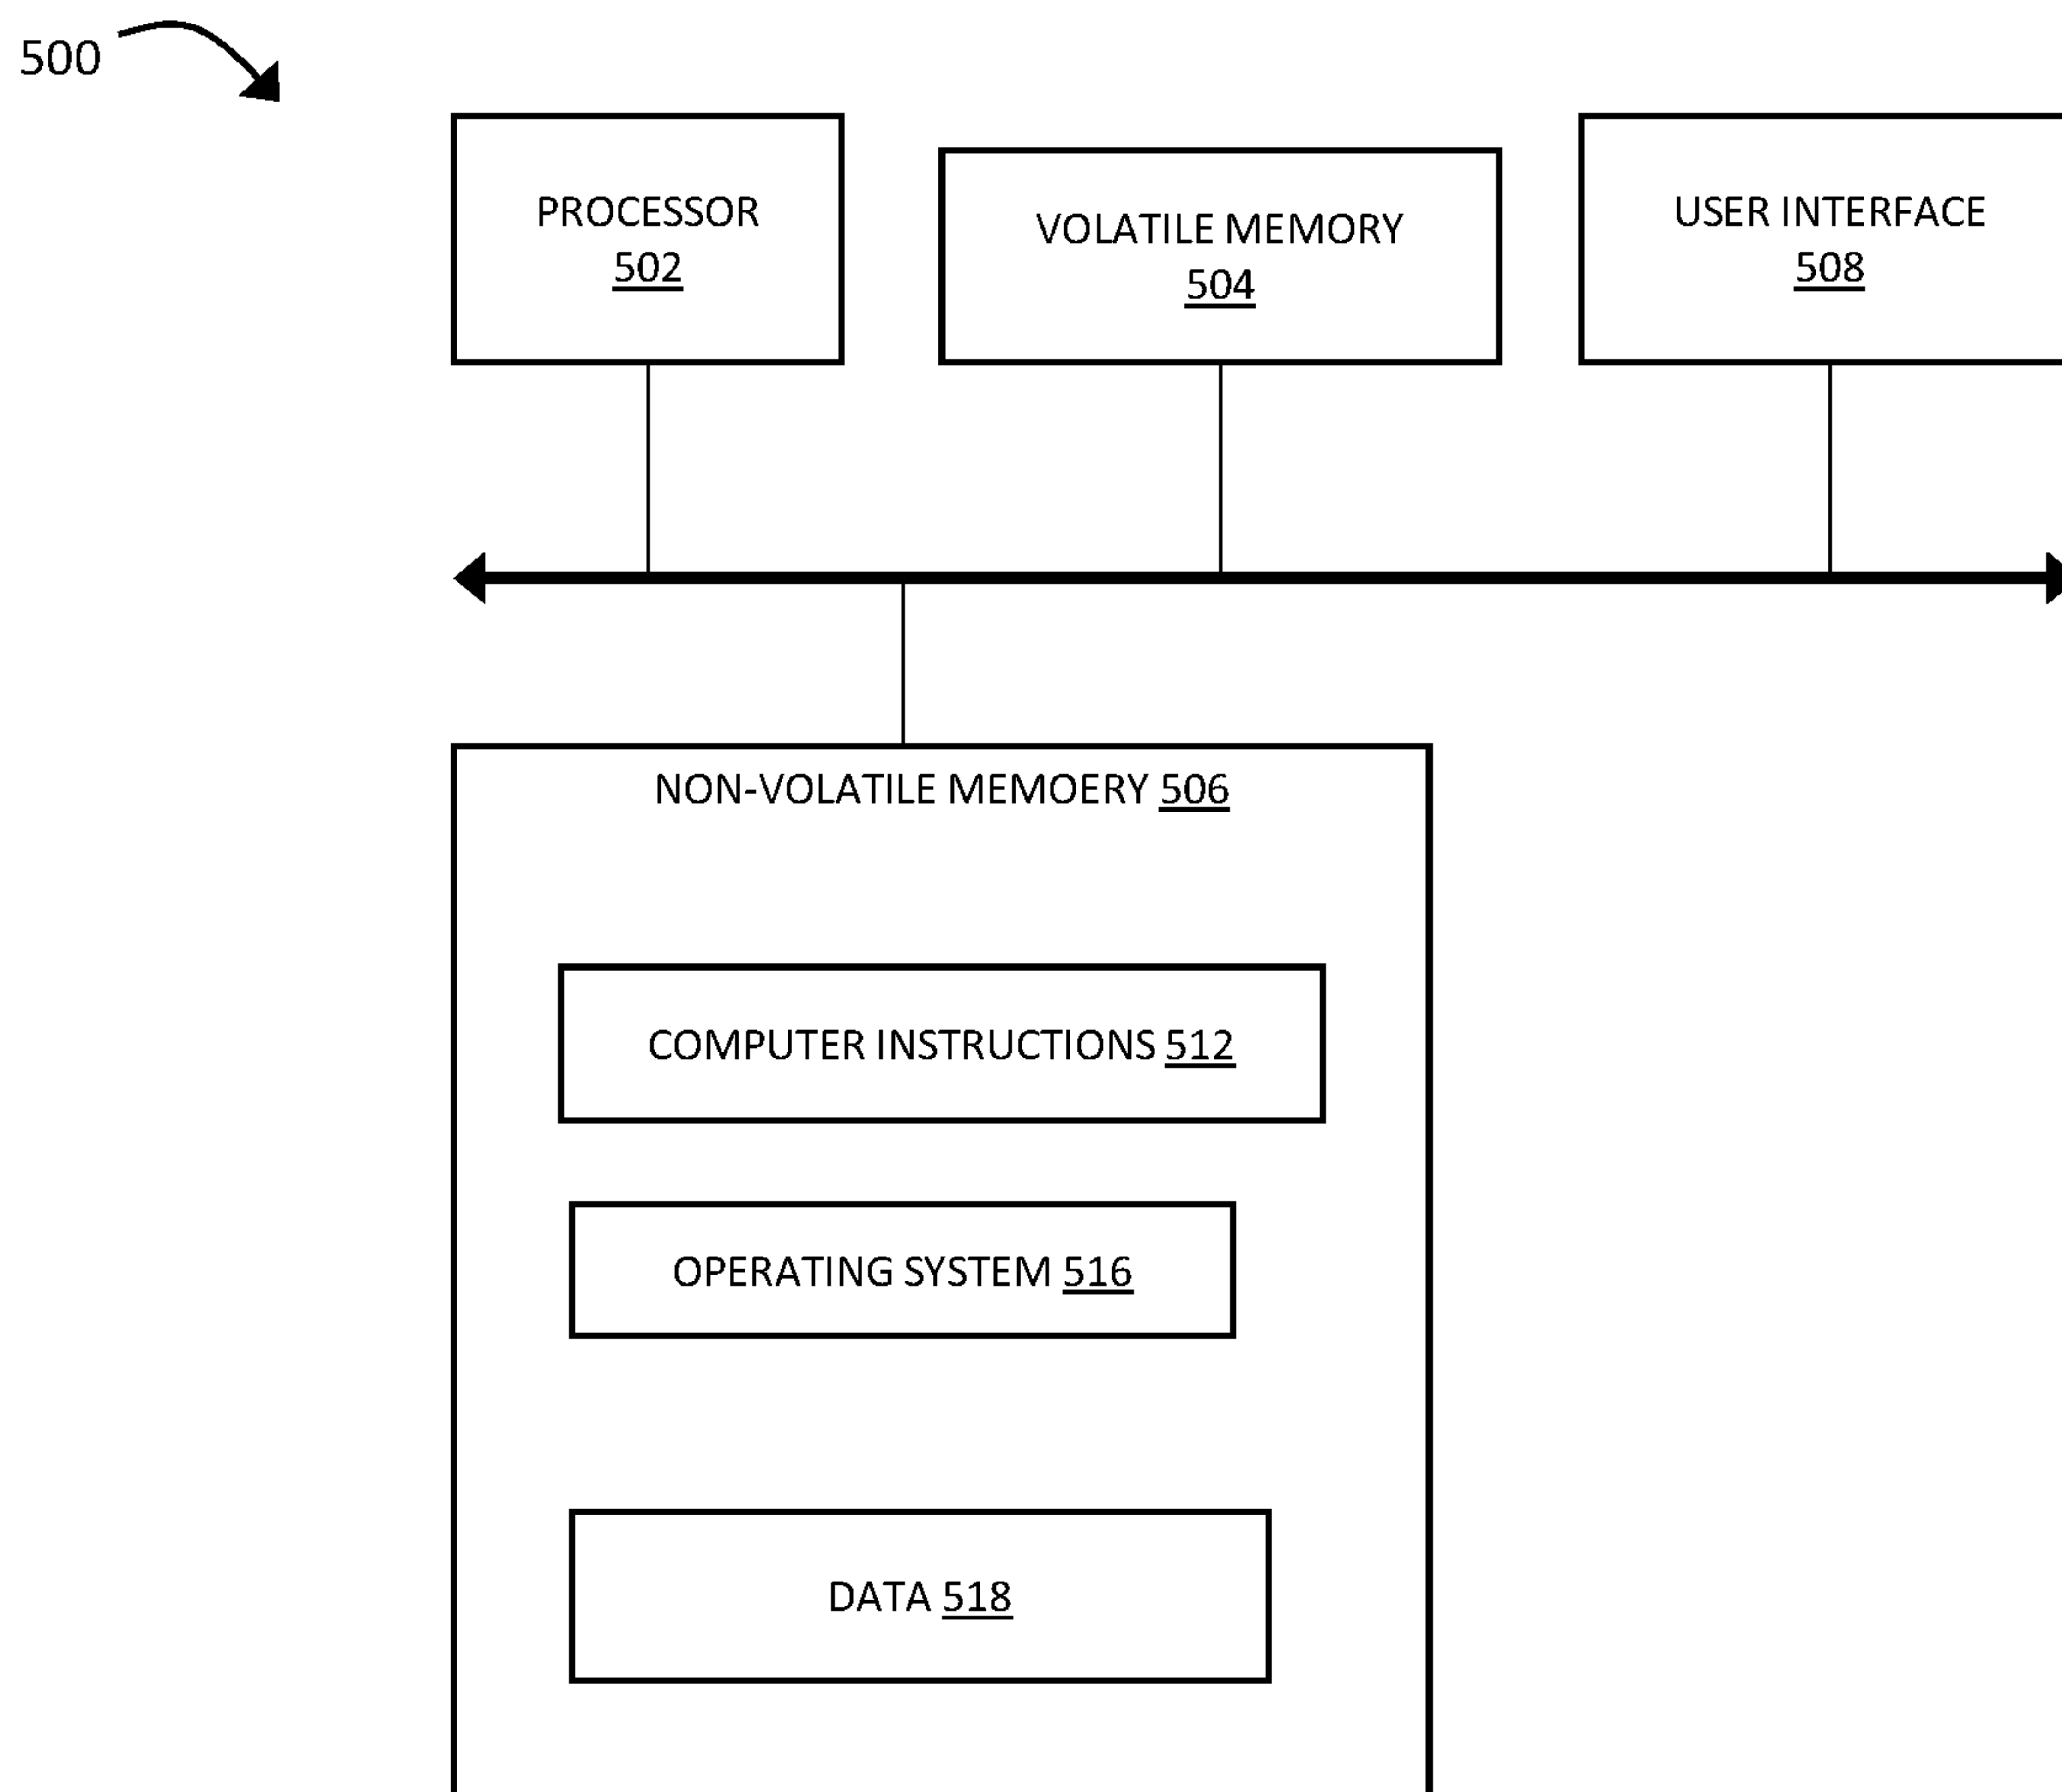 500
PROCESSOR
502
VOLATILE MEMORY
504
USER INTERFACE
508
NON-VOLATILE MEMOERY 506
COMPUTER INSTRUCTIONS 512
OPERATING SYSTEM 516
DATA 518